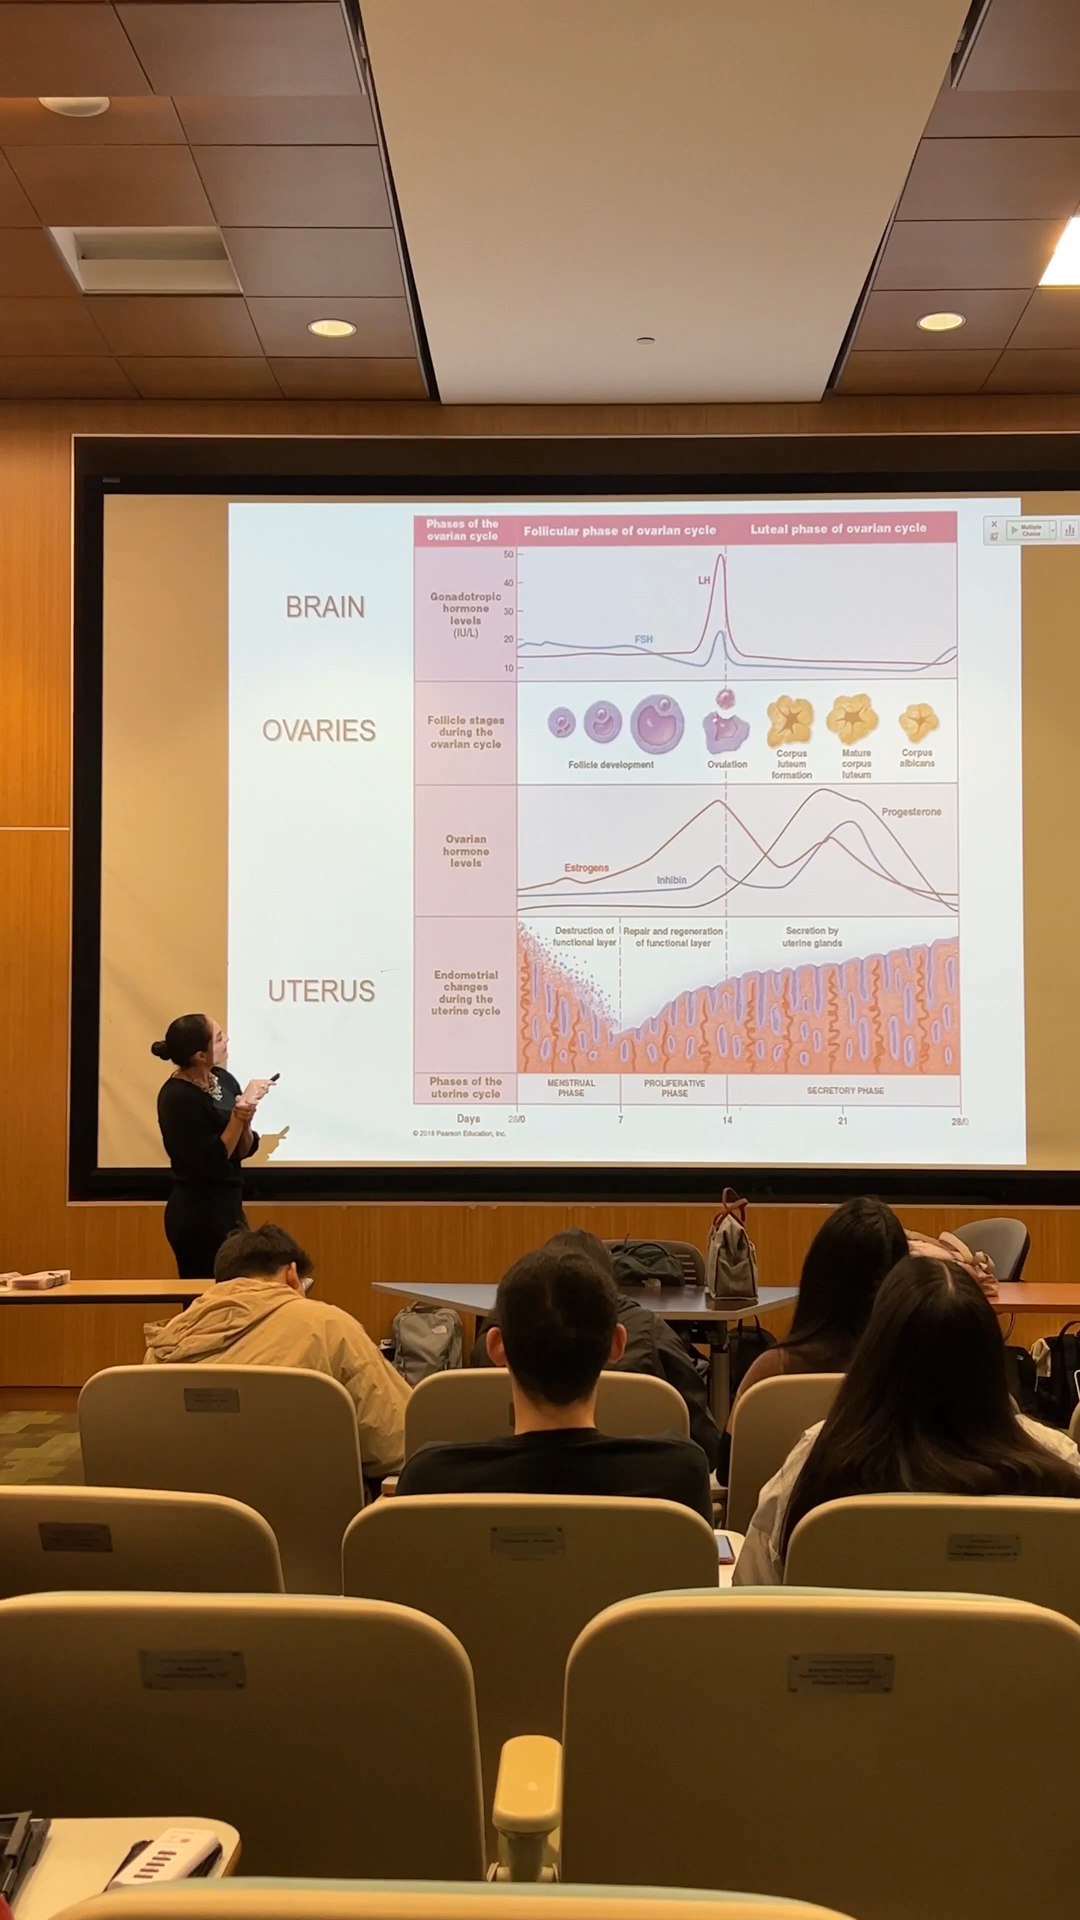 BRAIN
OVARIES
UTERUS
Phases of the
ovarian cycle
Follicular phase of ovarian cycle
Luteal phase of ovarian cycle
Gonadotropic
hormone
levels
(IU/L)
50
40
30
20
10
LH
FSH
Follicle stages
during the
ovarian cycle
Follicle development
Ovulation
Corpus
luteum
formation
Mature
corpus
luteum
Corpus
albicans
Ovarian
hormone
levels
Estrogens
Inhibin
Progesterone
Endometrial
changes
during the
uterine cycle
Destruction of
functional layer
Repair and regeneration
of functional layer
Secretion by
uterine glands
Phases of the
uterine cycle
MENSTRUAL
PHASE
PROLIFERATIVE
PHASE
SECRETORY PHASE
Days
28/0
7
14
21
28/0
© 2018 Pearson Education, Inc.
Multiple
Choice